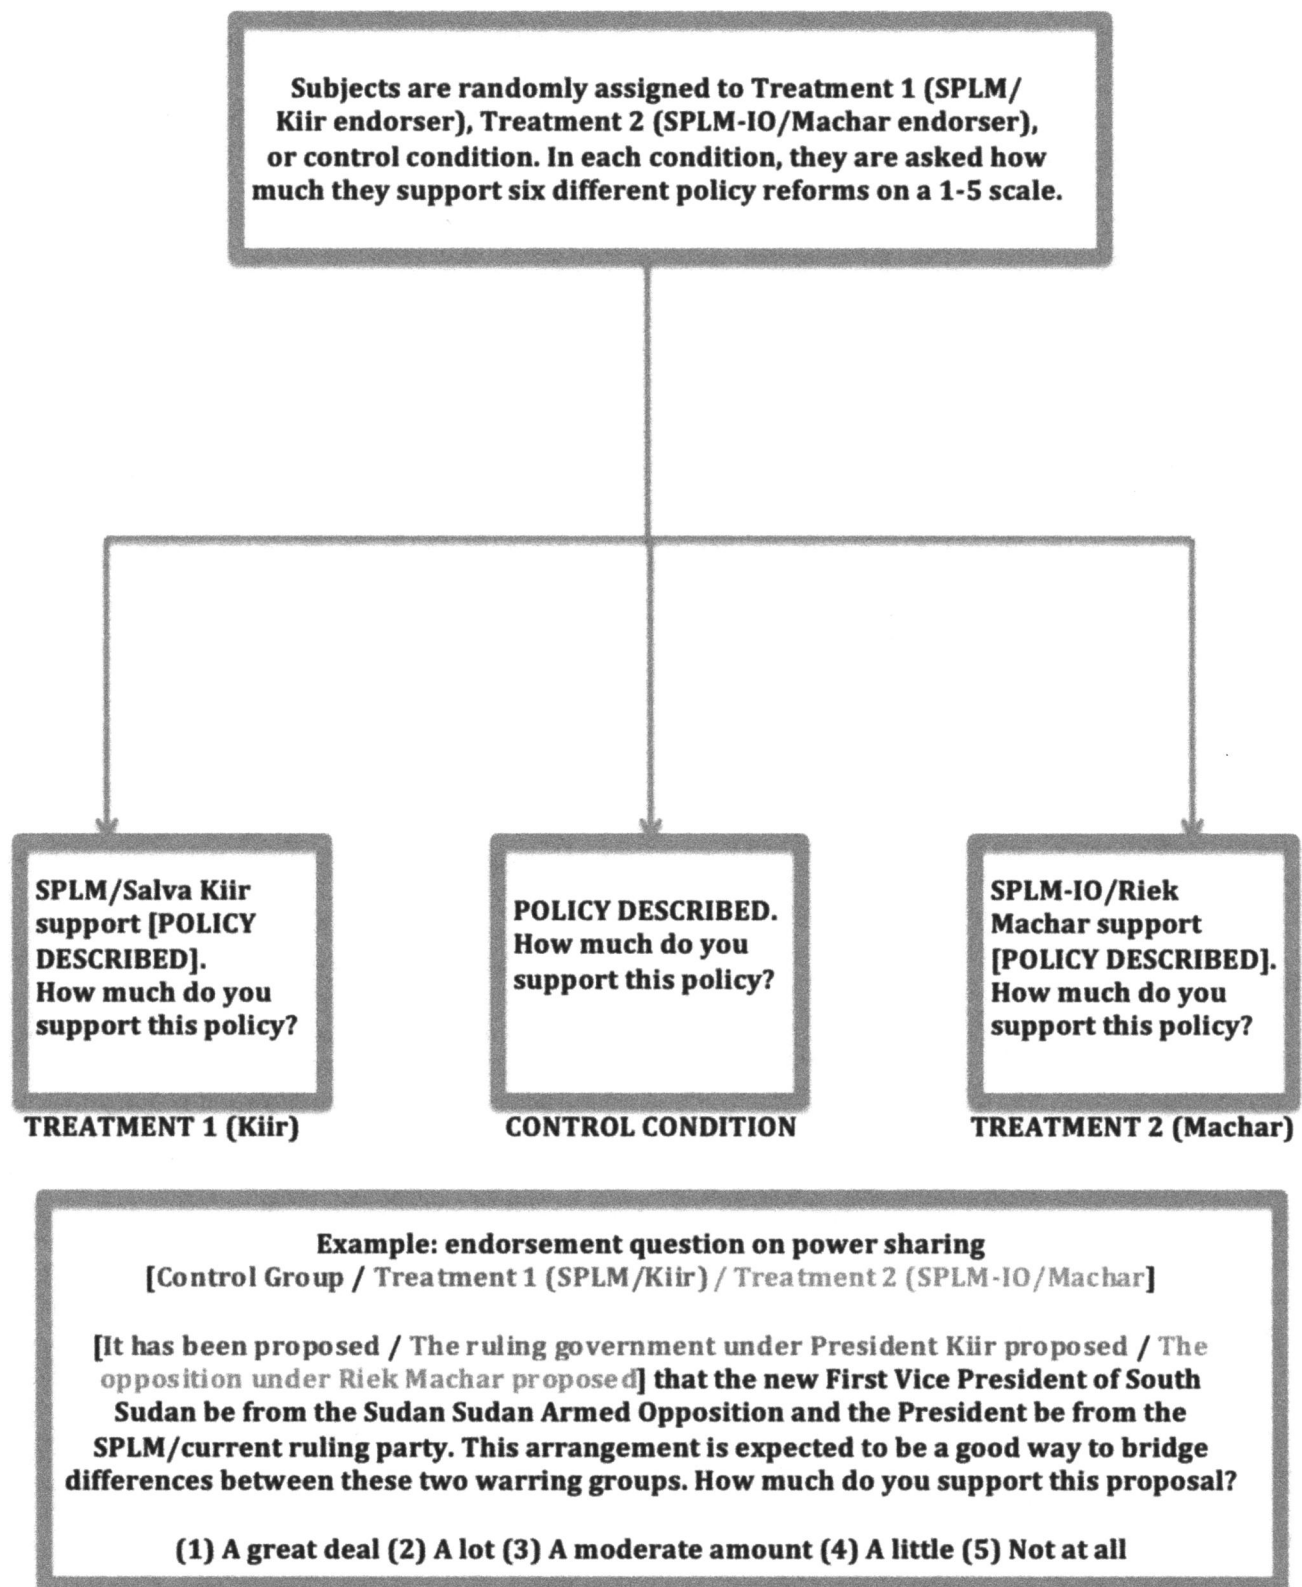 Subjects are randomly assigned to Treatment 1 (SPLM/
Kiir endorser), Treatment 2 (SPLM-IO/Machar endorser),
or control condition. In each condition, they are asked how
much they support six different policy reforms on a 1-5 scale.
SPLM/Salva Kiir
support [POLICY
DESCRIBED].
How much do you
support this policy?
TREATMENT 1 (Kiir)
POLICY DESCRIBED.
How much do you
support this policy?
CONTROL CONDITION
SPLM-IO/Riek
Machar support
[POLICY DESCRIBED].
How much do you
support this policy?
TREATMENT 2 (Machar)
Example: endorsement question on power sharing
[Control Group / Treatment 1 (SPLM/Kiir) / Treatment 2 (SPLM-IO/Machar]
[It has been proposed / The ruling government under President Kiir proposed / The
opposition under Riek Machar proposed] that the new First Vice President of South
Sudan be from the Sudan Sudan Armed Opposition and the President be from the
SPLM/current ruling party. This arrangement is expected to be a good way to bridge
differences between these two warring groups. How much do you support this proposal?
(1) A great deal (2) A lot (3) A moderate amount (4) A little (5) Not at all